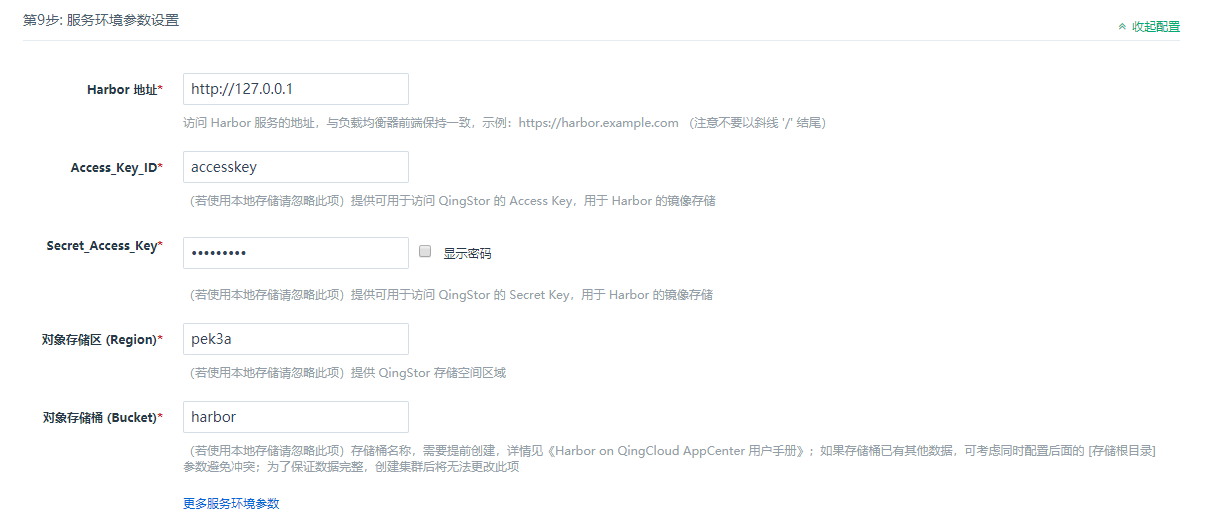 第9步: 服务环境参数设置
收起配置
Harbor 地址*
http://127.0.0.1
访问 Harbor 服务的地址，与负载均衡器前端保持一致，示例：https://harbor.example.com （注意不要以斜线 '/' 结尾）
Access_Key_ID*
accesskey
（若使用本地存储请忽略此项）提供可用于访问 QingStor 的 Access Key，用于 Harbor 的镜像存储
Secret_Access_Key*
•••••••••
显示密码
（若使用本地存储请忽略此项）提供可用于访问 QingStor 的 Secret Key，用于 Harbor 的镜像存储
对象存储区 (Region)*
pek3a
（若使用本地存储请忽略此项）提供 QingStor 存储空间区域
对象存储桶 (Bucket)*
harbor
（若使用本地存储请忽略此项）存储桶名称，需要提前创建，详情见《Harbor on QingCloud AppCenter 用户手册》；如果存储桶已有其他数据，可考虑同时配置后面的 [存储根目录]
参数避免冲突；为了保证数据完整，创建集群后将无法更改此项
更多服务环境参数